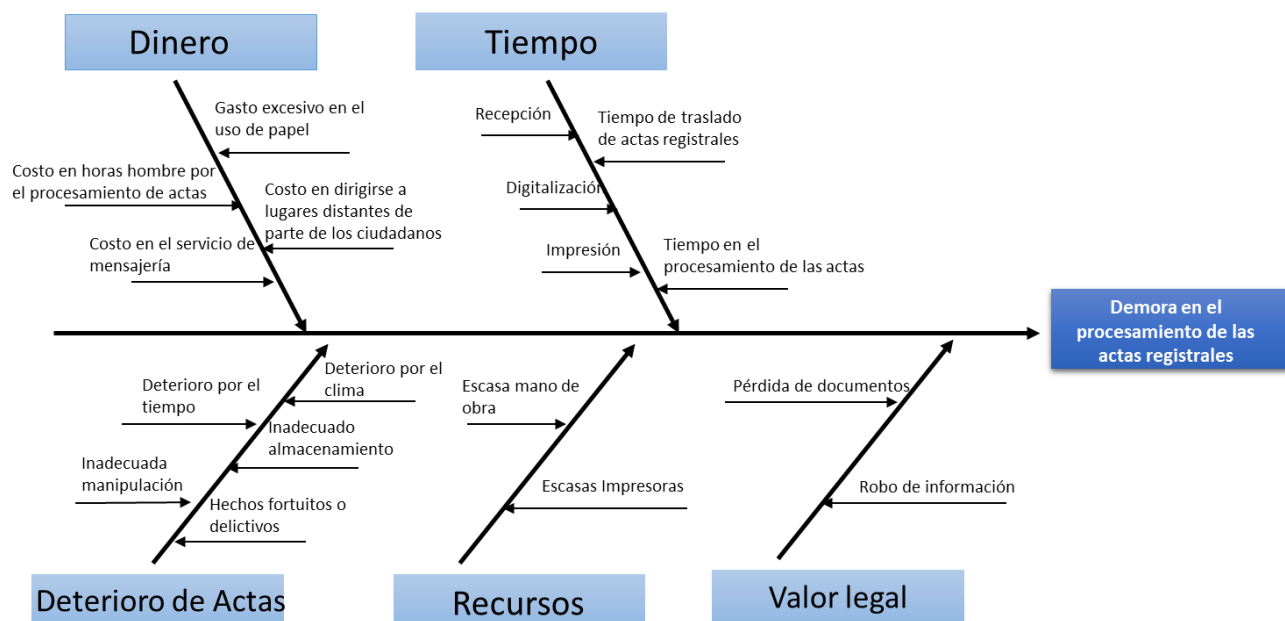 Dinero
Tiempo
Gasto excesivo en el
uso de papel
Costo en horas hombre por
el procesamiento de actas
Costo en dirigirse a
lugares distantes de
parte de los ciudadanos
Costo en el servicio de
mensajería
Recepción
Tiempo de traslado
de actas registrales
Digitalización
Impresión
Tiempo en el
procesamiento de las actas
Demora en el
procesamiento de las
actas registrales
Deterioro por el
clima
Deterioro por el
tiempo
Inadecuado
almacenamiento
Inadecuada
manipulación
Hechos fortuitos o
delictivos
Escasa mano de
obra
Escasas Impresoras
Pérdida de documentos
Robo de información
Deterioro de Actas
Recursos
Valor legal